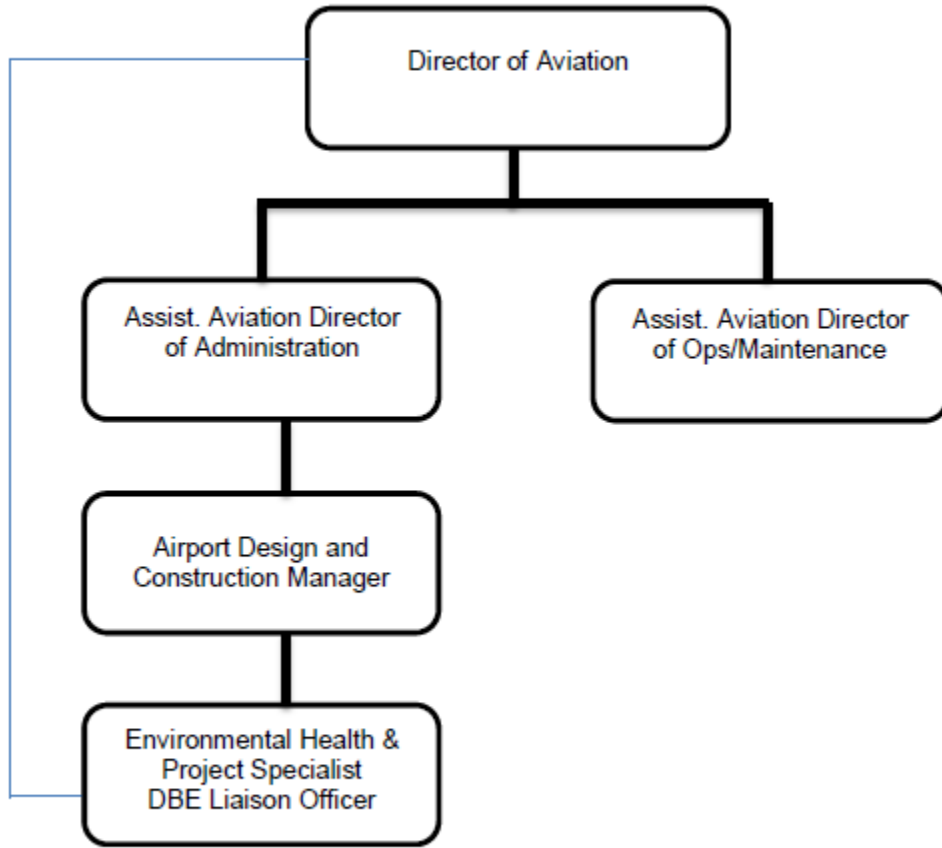 Director of Aviation
Assist. Aviation Director
of Administration
Assist. Aviation Director
of Ops/Maintenance
Airport Design and
Construction Manager
Environmental Health &
Project Specialist
DBE Liaison Officer